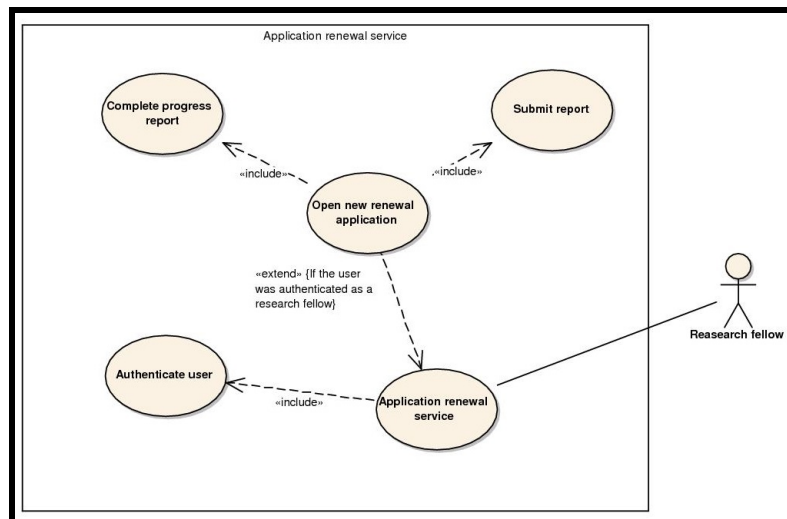 Application renewal service
Complete progress
report
Submit report
«include»
«include»
Open new renewal
application
«extend» {If the user
was authenticated as a
research fellow}
Reasearch fellow
Authenticate user
«include»
Application renewal
service